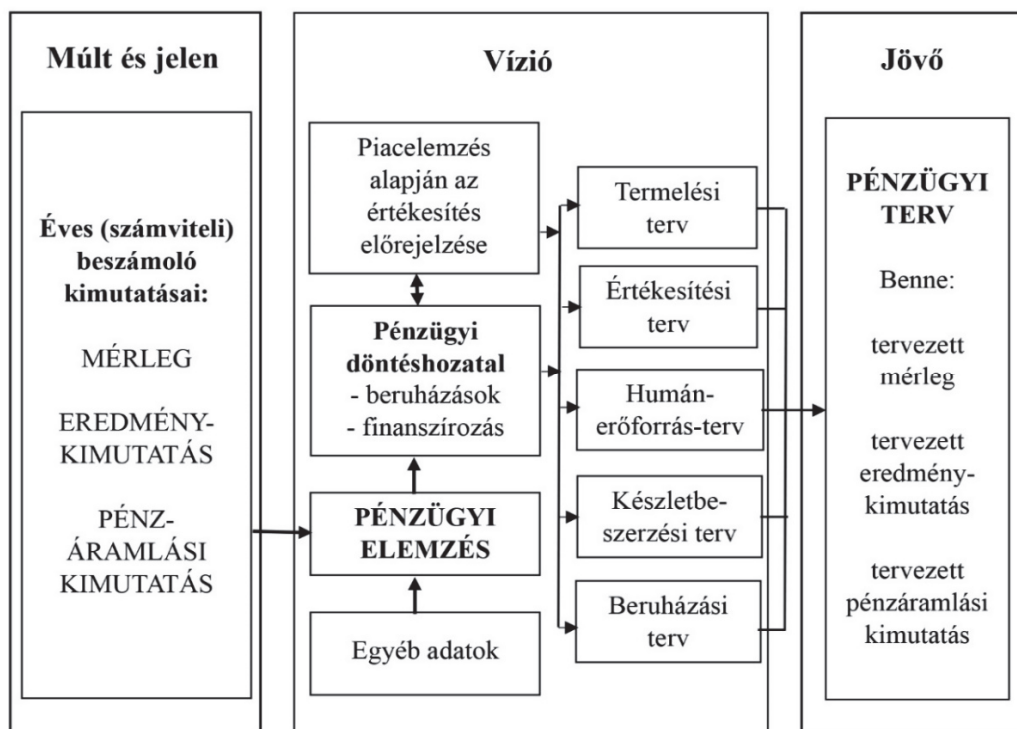 Múlt és jelen
Éves (számviteli)
beszámoló
kimutatásai:
MÉRLEG
EREDMÉNY-
KIMUTATÁS
PÉNZ-
ÁRAMLÁSI
KIMUTATÁS
Vízió
Piacelemzés
alapján az
értékesítés
előrejelzése
Pénzügyi
döntéshozatal
- beruházások
- finanszírozás
PÉNZÜGYI
ELEMZÉS
Egyéb adatok
Termelési
terv
Értékesítési
terv
Humán-
erőforrás-terv
Készletbe-
szerzési terv
Beruházási
terv
Jövő
PÉNZÜGYI
TERV
Benne:
tervezett
mérleg
tervezett
eredmény-
kimutatás
tervezett
pénzáramlási
kimutatás